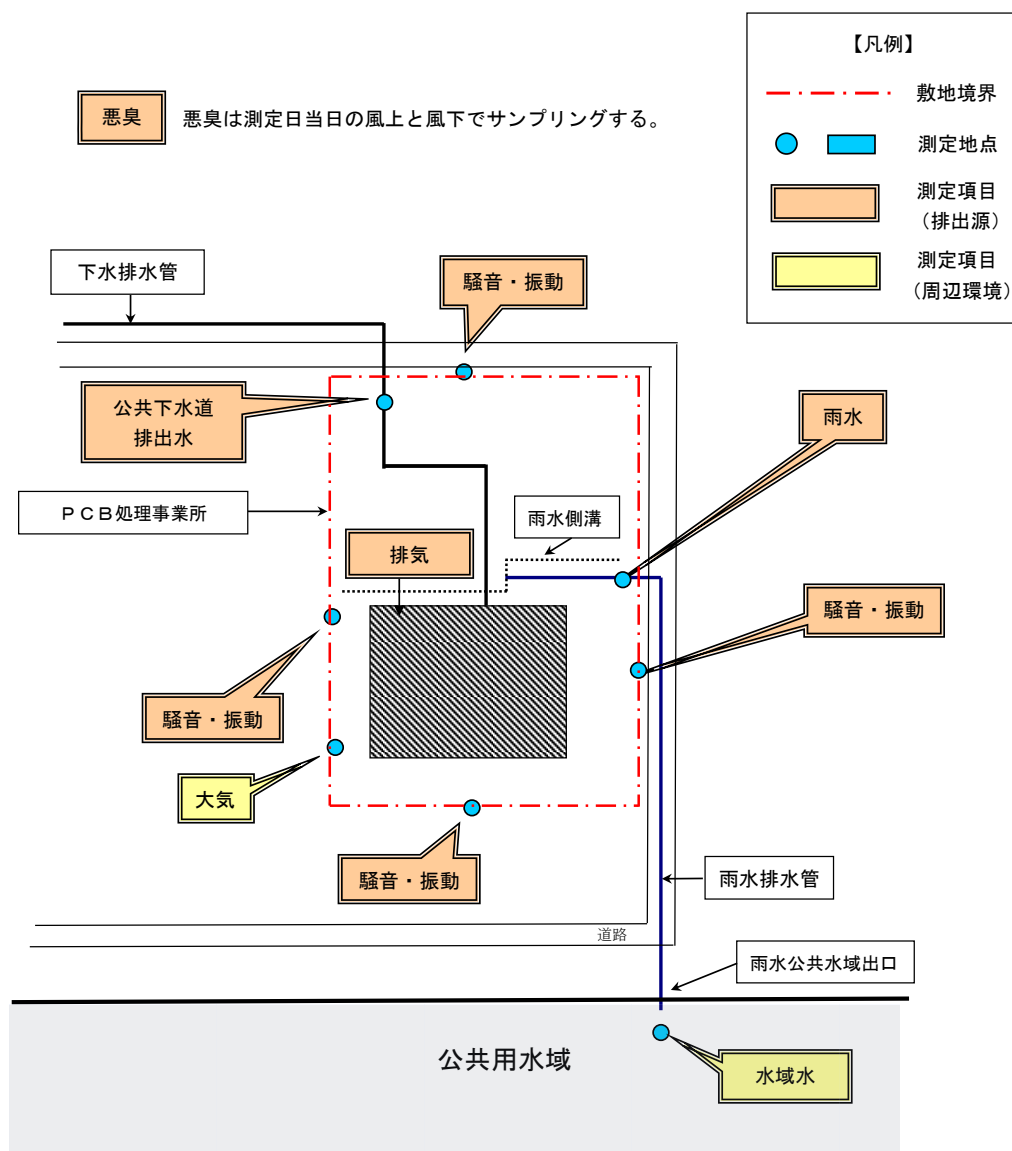 【凡例】
敷地境界
測定地点
測定項目
（排出源）
測定項目
（周辺環境）
悪臭
悪臭は測定日当日の風上と風下でサンプリングする。
下水排水管
騒音・振動
公共下水道
排出水
雨水
ＰＣＢ処理事業所
雨水側溝
排気
騒音・振動
騒音・振動
大気
騒音・振動
雨水排水管
道路
雨水公共水域出口
公共用水域
水域水